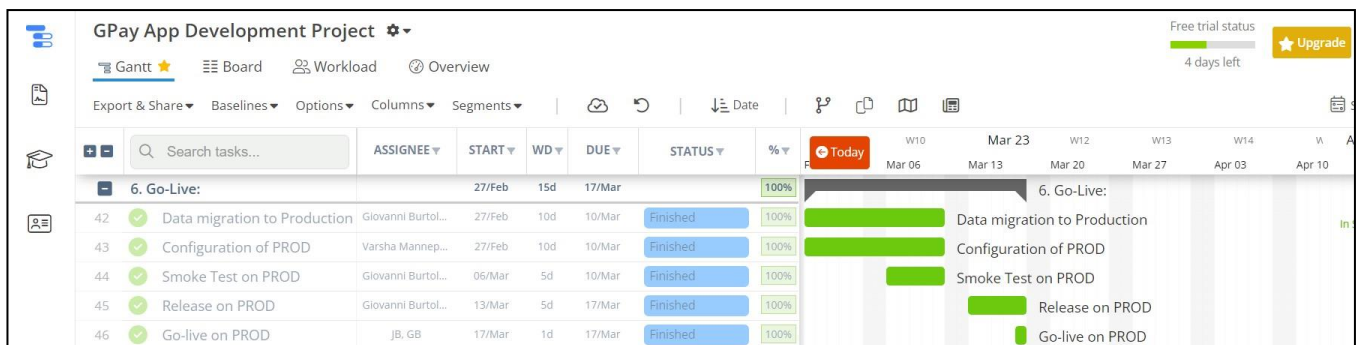 GPay App Development Project
Free trial status
Upgrade
4 days left
Gantt Board Workload Overview
Export & Share Baselines Options Columns Segments Date
Search tasks... ASSIGNEE START WD DUE STATUS % Today W10 Mar 23 W12 W13 W14
Mar 06 Mar 13 Mar 20 Mar 27 Apr 03 Apr 10
6. Go-Live: 27/Feb 15d 17/Mar 100% 6. Go-Live:
42 Data migration to Production Giovanni Burtol... 27/Feb 10d 10/Mar Finished 100% Data migration to Production
43 Configuration of PROD Varsha Mannep... 27/Feb 10d 10/Mar Finished 100% Configuration of PROD
44 Smoke Test on PROD Giovanni Burtol... 06/Mar 5d 10/Mar Finished 100% Smoke Test on PROD
45 Release on PROD Giovanni Burtol... 13/Mar 5d 17/Mar Finished 100% Release on PROD
46 Go-live on PROD JB, GB 17/Mar 1d 17/Mar Finished 100% Go-live on PROD